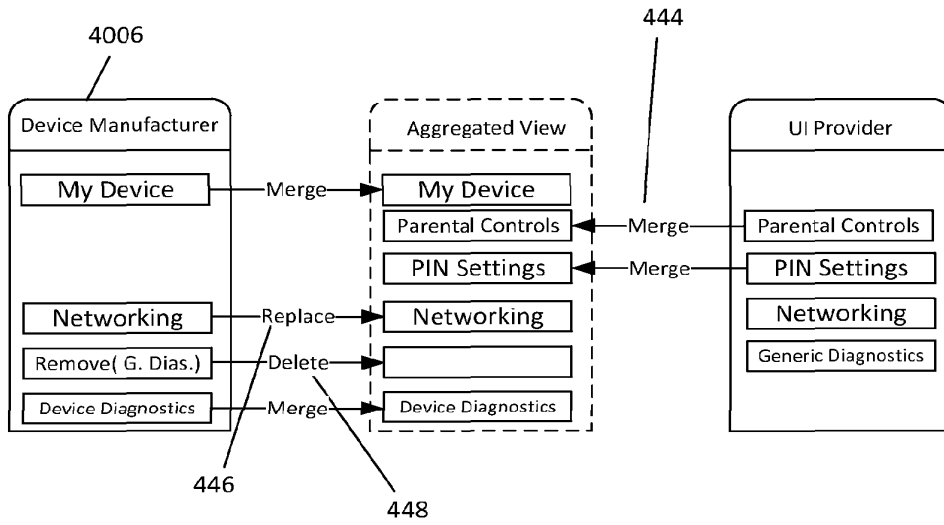 4006
444
Device Manufacturer
Aggregated View
UI Provider
My Device
Merge
My Device
Parental Controls
Merge
Parental Controls
PIN Settings
Merge
PIN Settings
Networking
Replace
Networking
Networking
Remove( G. Dias.)
Delete
Generic Diagnostics
Device Diagnostics
Merge
Device Diagnostics
446
448